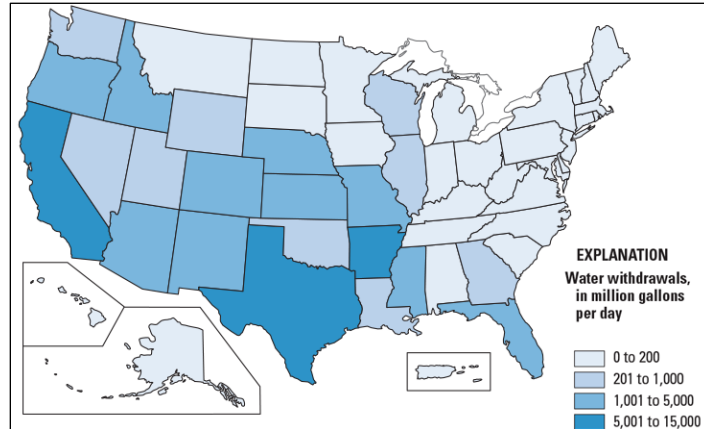 EXPLANATION
Water withdrawals,
in million gallons
per day
0 to 200
201 to 1,000
1,001 to 5,000
5,001 to 15,000